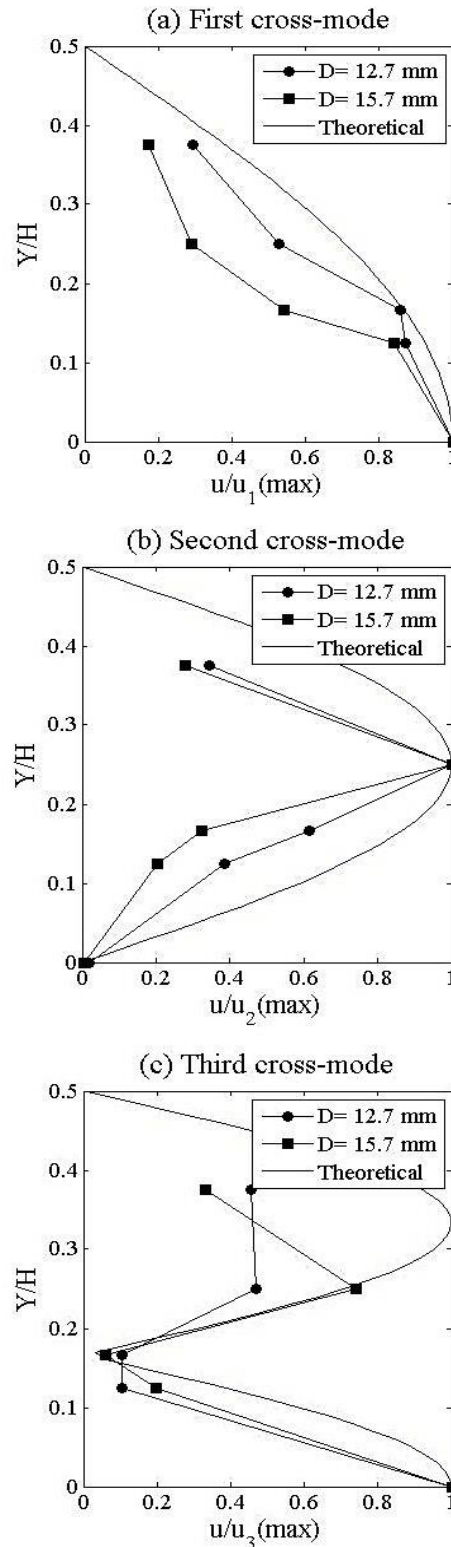 (a) First cross-mode
D= 12.7 mm
D= 15.7 mm
Theoretical
0.5
0.4
0.3
0.2
0.1
0
Y/H
0 0.2 0.4 0.6 0.8 1
u/u1(max)
(b) Second cross-mode
D= 12.7 mm
D= 15.7 mm
Theoretical
0.5
0.4
0.3
0.2
0.1
0
Y/H
0 0.2 0.4 0.6 0.8 1
u/u2(max)
(c) Third cross-mode
D= 12.7 mm
D= 15.7 mm
Theoretical
0.5
0.4
0.3
0.2
0.1
0
Y/H
0 0.2 0.4 0.6 0.8 1
u/u3(max)